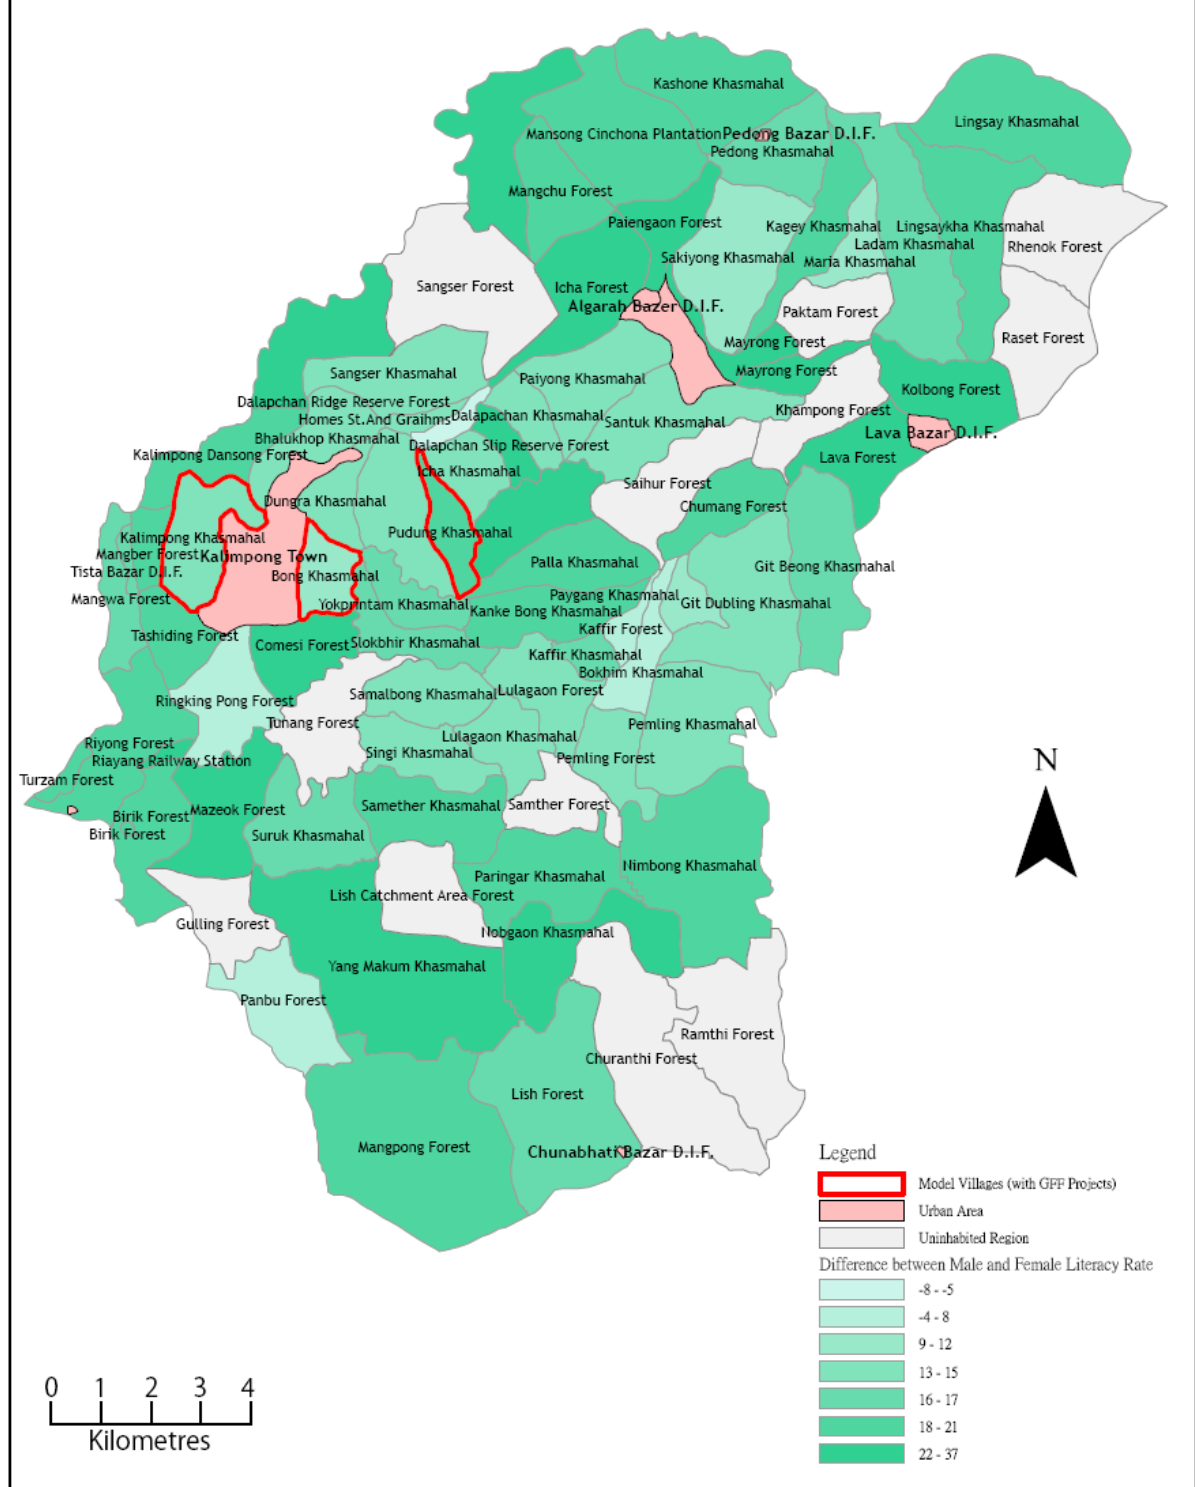 Kashone Khasmahal
Lingsay Khasmahal
Mansong Cinchona Plantation
Pedong Bazar D.I.F.
Pedong Khasmahal
Mangchu Forest
Paiengaon Forest
Kagey Khasmahal
Lingsaykha Khasmahal
Ladam Khasmahal
Rhenok Forest
Sakiyong Khasmahal
Maria Khasmahal
Sangser Forest
Icha Forest
Algarah Bazer D.I.F.
Paktam Forest
Mayrong Forest
Raset Forest
Sangser Khasmahal
Paiyong Khasmahal
Mayrong Forest
Kolbong Forest
Dalapchan Ridge Reserve Forest
Homes St.And Graihms
Dalapachan Khasmahal
Santuk Khasmahal
Khampong Forest
Bhalukhop Khasmahal
Dalapchan Slip Reserve Forest
Lava Bazar D.I.F.
Kalimpong Dansong Forest
Icha Khasmahal
Lava Forest
Saihur Forest
Dungra Khasmahal
Chumang Forest
Kalimpong Khasmahal
Pudung Khasmahal
Mangber Forest
Kalimpong Town
Palla Khasmahal
Git Beong Khasmahal
Tista Bazar D.I.F.
Bong Khasmahal
Mangwa Forest
Yokprintam Khasmahal
Paygang Khasmahal
Kanke Bong Khasmahal
Git Dubling Khasmahal
Tashiding Forest
Comesi Forest
Slokbhir Khasmahal
Kaffir Forest
Kaffir Khasmahal
Bokhim Khasmahal
Ringking Pong Forest
Samalbong Khasmahal
Lulagaon Forest
Tunang Forest
Pemling Khasmahal
Riyong Forest
Lulagaon Khasmahal
Riayang Railway Station
Singi Khasmahal
Pemling Forest
Turzam Forest
Birik Forest
Mazeok Forest
Samether Khasmahal
Samther Forest
Birik Forest
Suruk Khasmahal
Nimbong Khasmahal
Paringar Khasmahal
Lish Catchment Area Forest
Gulling Forest
Nobgaon Khasmahal
Yang Makum Khasmahal
Panbu Forest
Ramthi Forest
Churanthi Forest
Lish Forest
Mangpong Forest
Chunabhati Bazar D.I.F.
N
Legend
Model Villages (with GFF Projects)
Urban Area
Uninhabited Region
Difference between Male and Female Literacy Rate
-8 - -5
-4 - 8
9 - 12
13 - 15
16 - 17
18 - 21
22 - 37
0 1 2 3 4
Kilometres